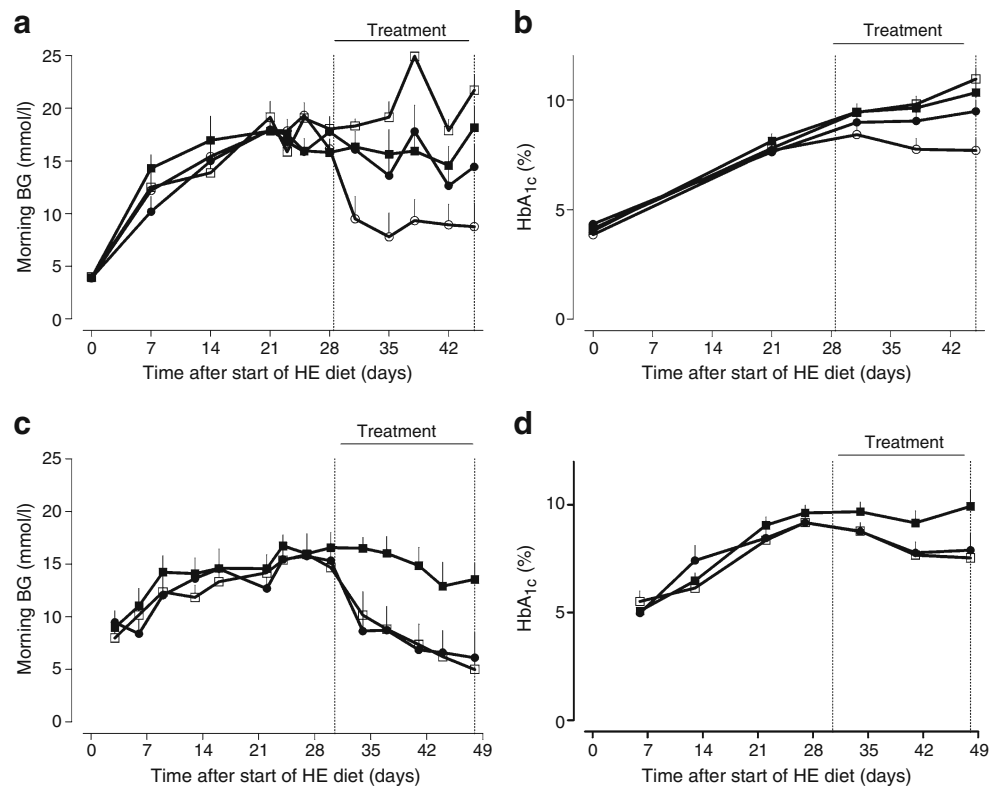 a
Treatment
Morning BG (mmol/l)
25
20
15
10
5
0
0 7 14 21 28 35 42
Time after start of HE diet (days)
b
Treatment
HbA1c (%)
10
5
0
0 7 14 21 28 35 42
Time after start of HE diet (days)
c
Treatment
Morning BG (mmol/l)
25
20
15
10
5
0
0 7 14 21 28 35 42 49
Time after start of HE diet (days)
d
Treatment
HbA1c (%)
10
5
0
0 7 14 21 28 35 42 49
Time after start of HE diet (days)